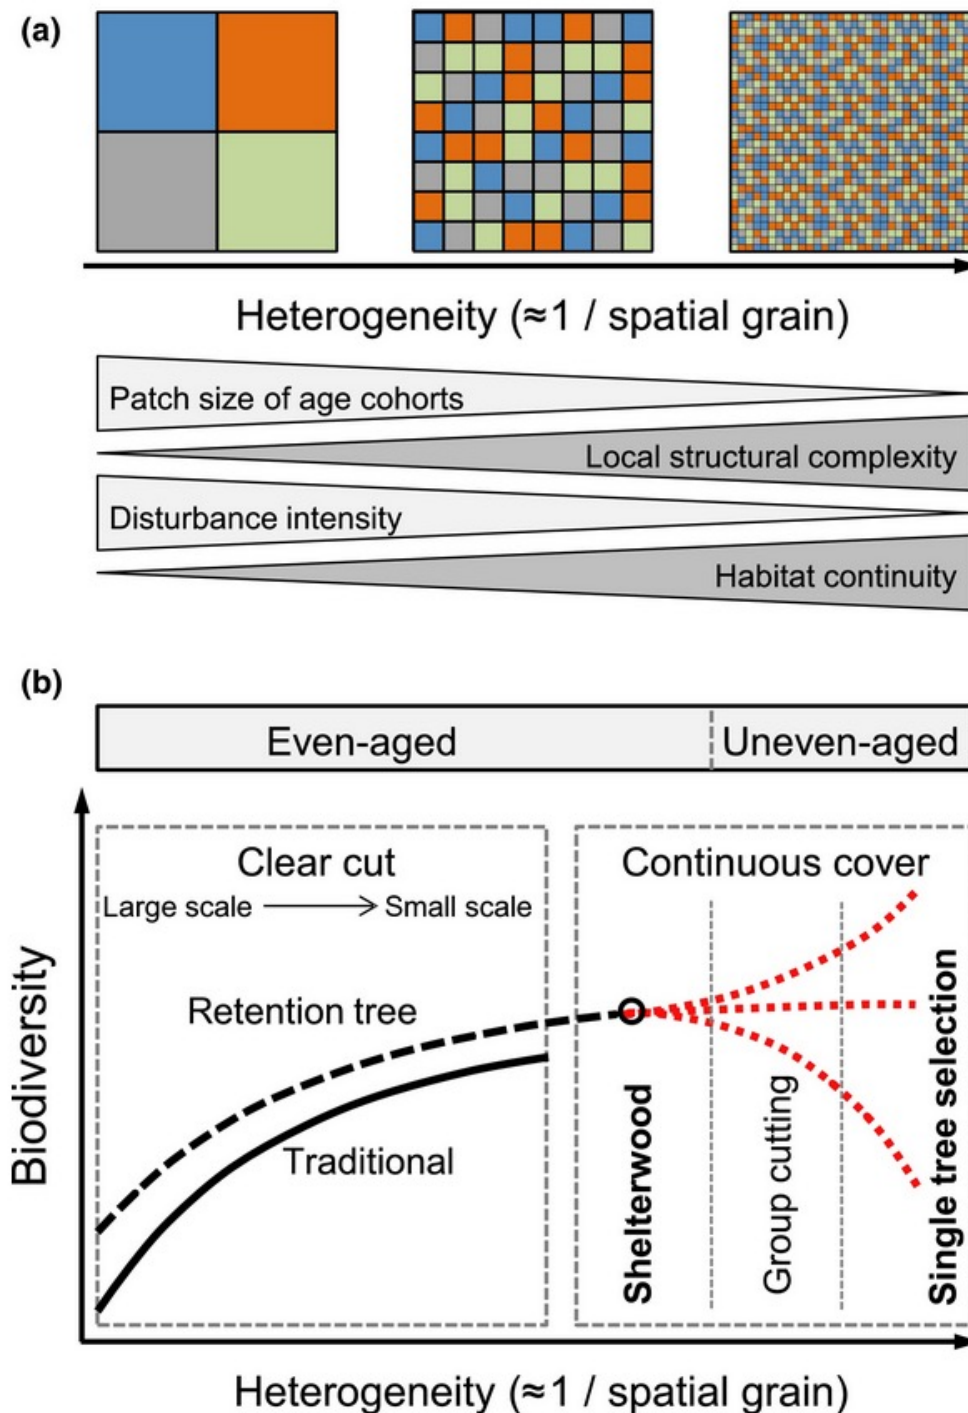 (a)
Heterogeneity (≈1 / spatial grain)
Patch size of age cohorts
Local structural complexity
Disturbance intensity
Habitat continuity
(b)
Even-aged
Uneven-aged
Clear cut
Large scale
Small scale
Continuous cover
Biodiversity
Retention tree
Traditional
Shelterwood
Group cutting
Single tree selection
Heterogeneity (≈1 / spatial grain)